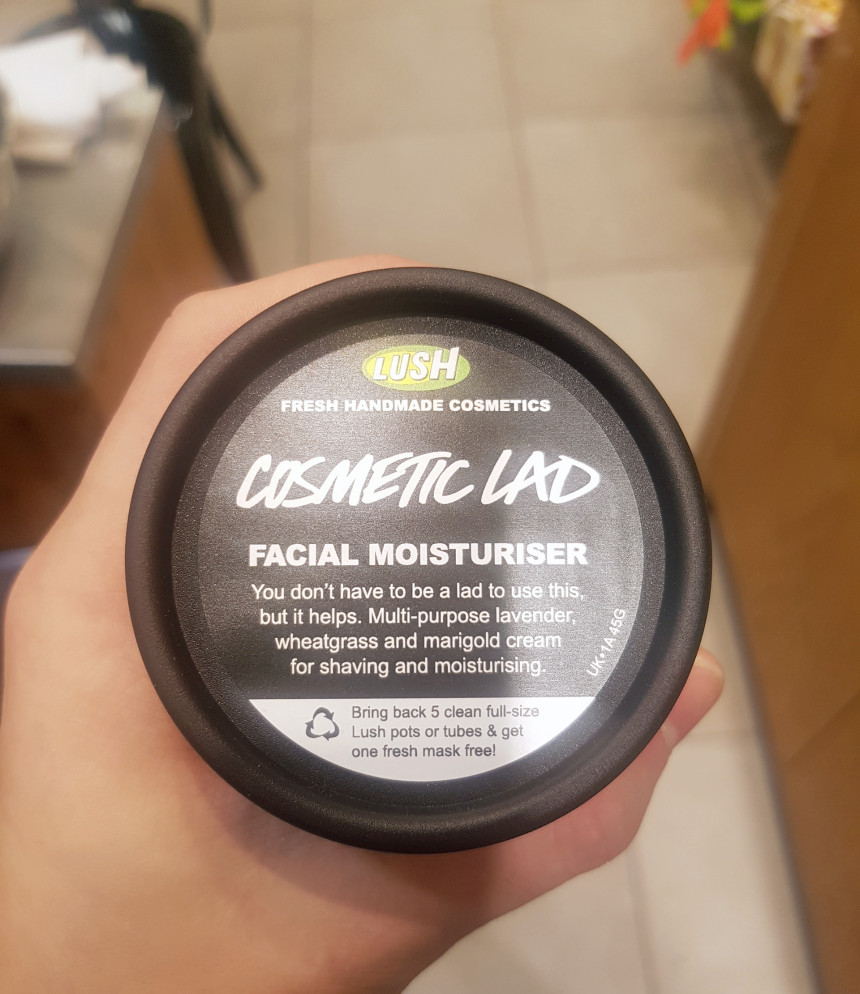 LUSH
FRESH HANDMADE COSMETICS
COSMETIC LAD
FACIAL MOISTURISER
You don't have to be a lad to use this,
but it helps. Multi-purpose lavender,
wheatgrass and marigold cream
for shaving and moisturising.
UK•1A 45G
Bring back 5 clean full-size
Lush pots or tubes & get
one fresh mask free!